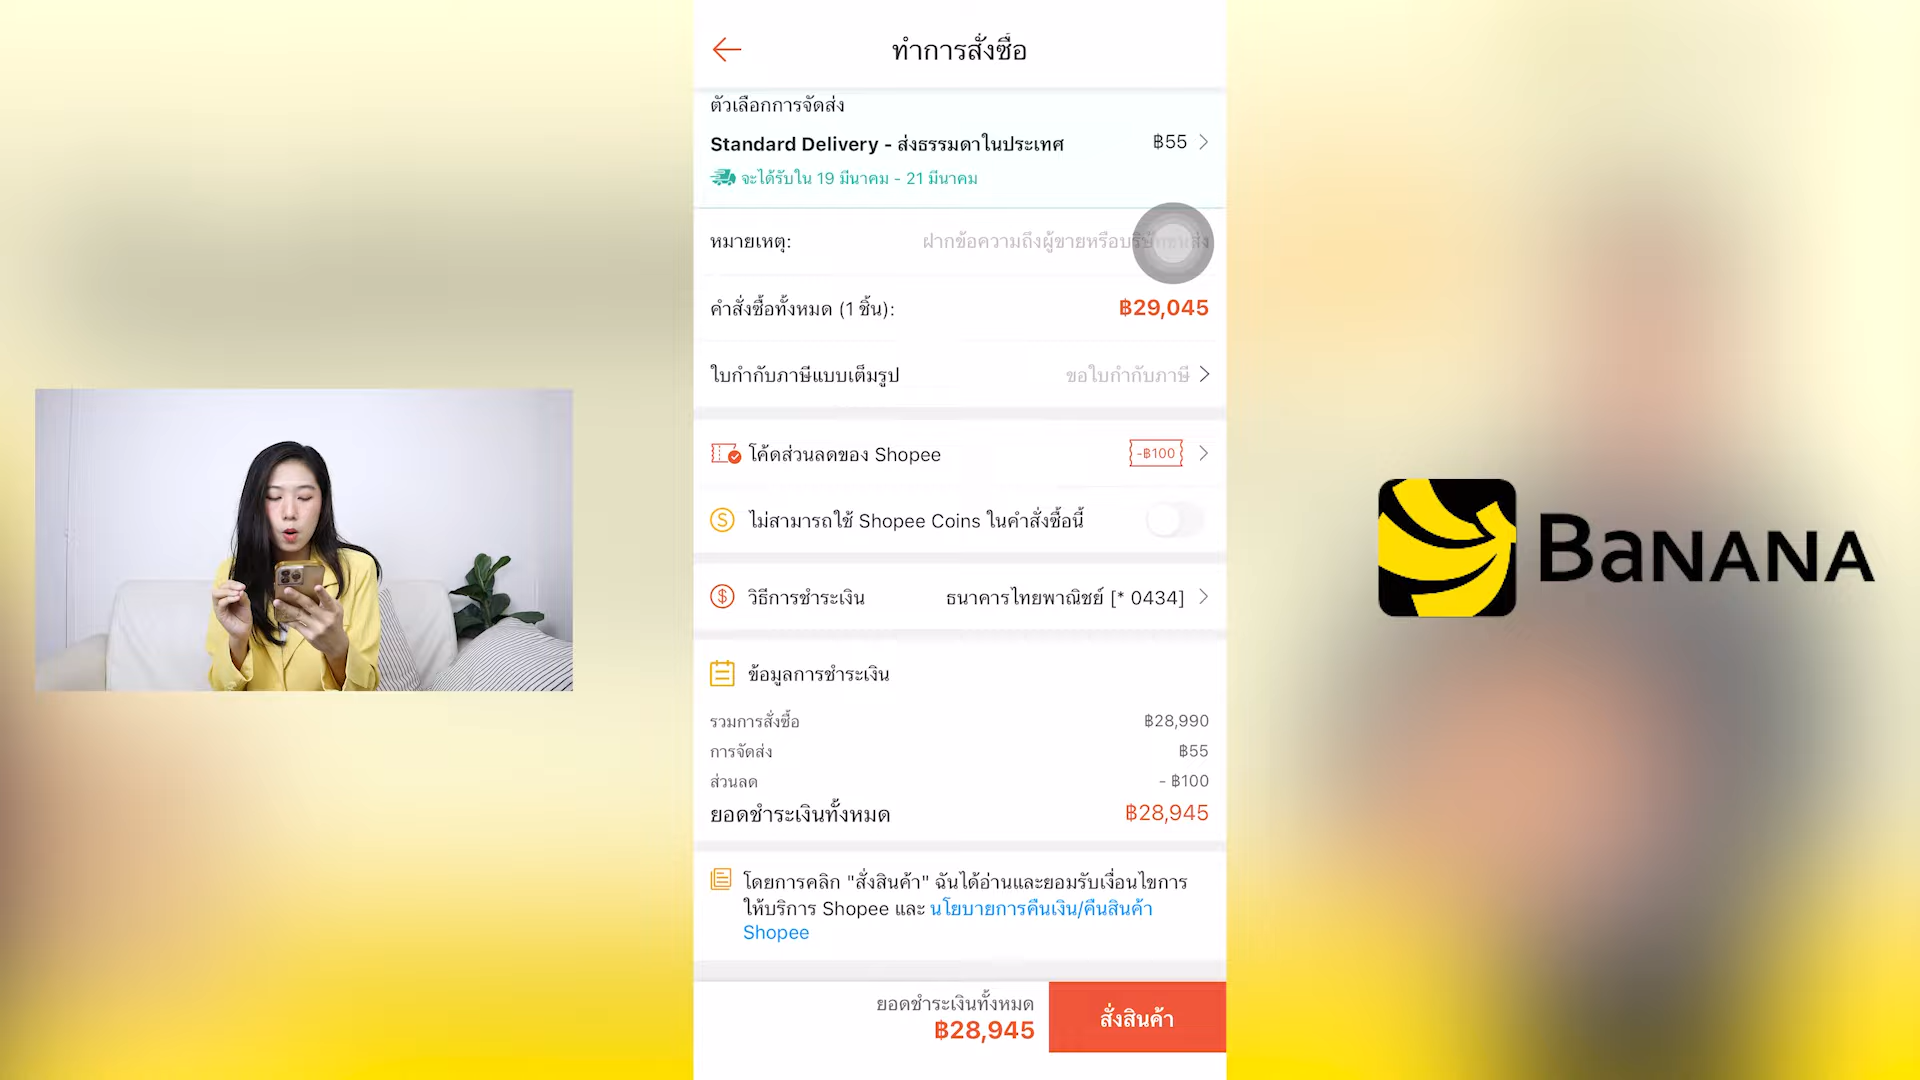 ทำการสั่งซื้อ
ตัวเลือกการจัดส่ง
Standard Delivery - ส่งธรรมดาในประเทศ ฿55
จะได้รับใน 19 มีนาคม - 21 มีนาคม
หมายเหตุ: ฝากข้อความถึงผู้ขายหรือบริษัทขนส่ง
คำสั่งซื้อทั้งหมด (1 ชิ้น): ฿29,045
ใบกำกับภาษีแบบเต็มรูป ขอใบกำกับภาษี
โค้ดส่วนลดของ Shopee -฿100
ไม่สามารถใช้ Shopee Coins ในคำสั่งซื้อนี้
วิธีการชำระเงิน ธนาคารไทยพาณิชย์ [* 0434]
ข้อมูลการชำระเงิน
รวมการสั่งซื้อ ฿28,990
การจัดส่ง ฿55
ส่วนลด - ฿100
ยอดชำระเงินทั้งหมด ฿28,945
โดยการคลิก "สั่งสินค้า" ฉันได้อ่านและยอมรับเงื่อนไขการ
ให้บริการ Shopee และ นโยบายการคืนเงิน/คืนสินค้า
Shopee
ยอดชำระเงินทั้งหมด
฿28,945
สั่งสินค้า
BaNANA